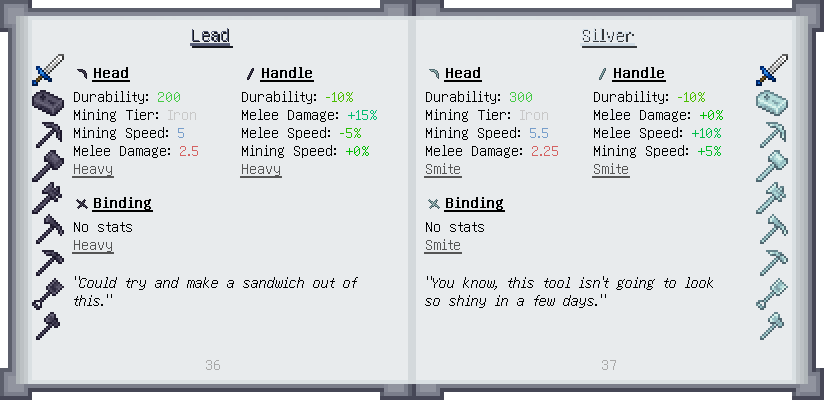 Lead
Head
Durability: 200
Mining Tier: Iron
Mining Speed: 5
Melee Damage: 2.5
Heavy
Handle
Durability: -10%
Melee Damage: +15%
Melee Speed: -5%
Mining Speed: +0%
Heavy
Binding
No stats
Heavy
"Could try and make a sandwich out of
this."
36
Silver
Head
Durability: 300
Mining Tier: Iron
Mining Speed: 5.5
Melee Damage: 2.25
Smite
Handle
Durability: -10%
Melee Damage: +0%
Melee Speed: +10%
Mining Speed: +5%
Smite
Binding
No stats
Smite
"You know, this tool isn't going to look
so shiny in a few days."
37